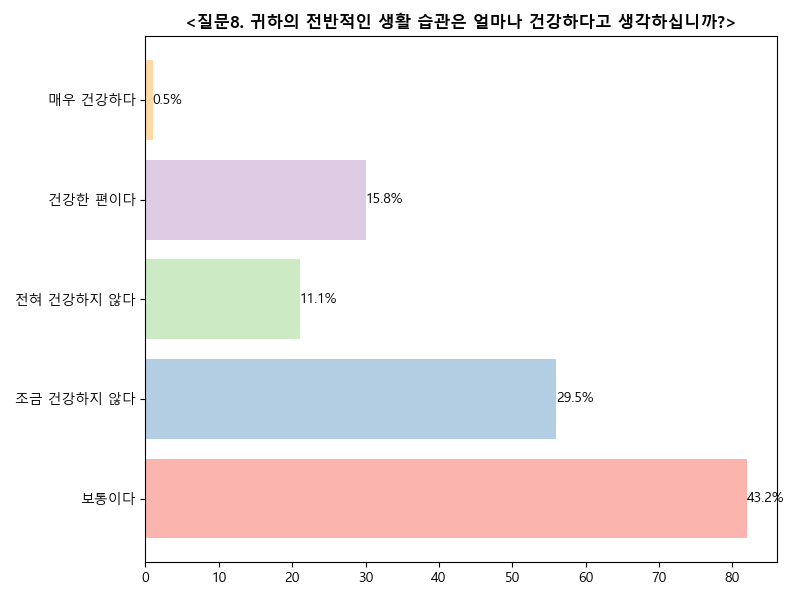 <질문8. 귀하의 전반적인 생활 습관은 얼마나 건강하다고 생각하십니까?>
매우 건강하다 0.5%
건강한 편이다 15.8%
전혀 건강하지 않다 11.1%
조금 건강하지 않다 29.5%
보통이다 43.2%
0 10 20 30 40 50 60 70 80